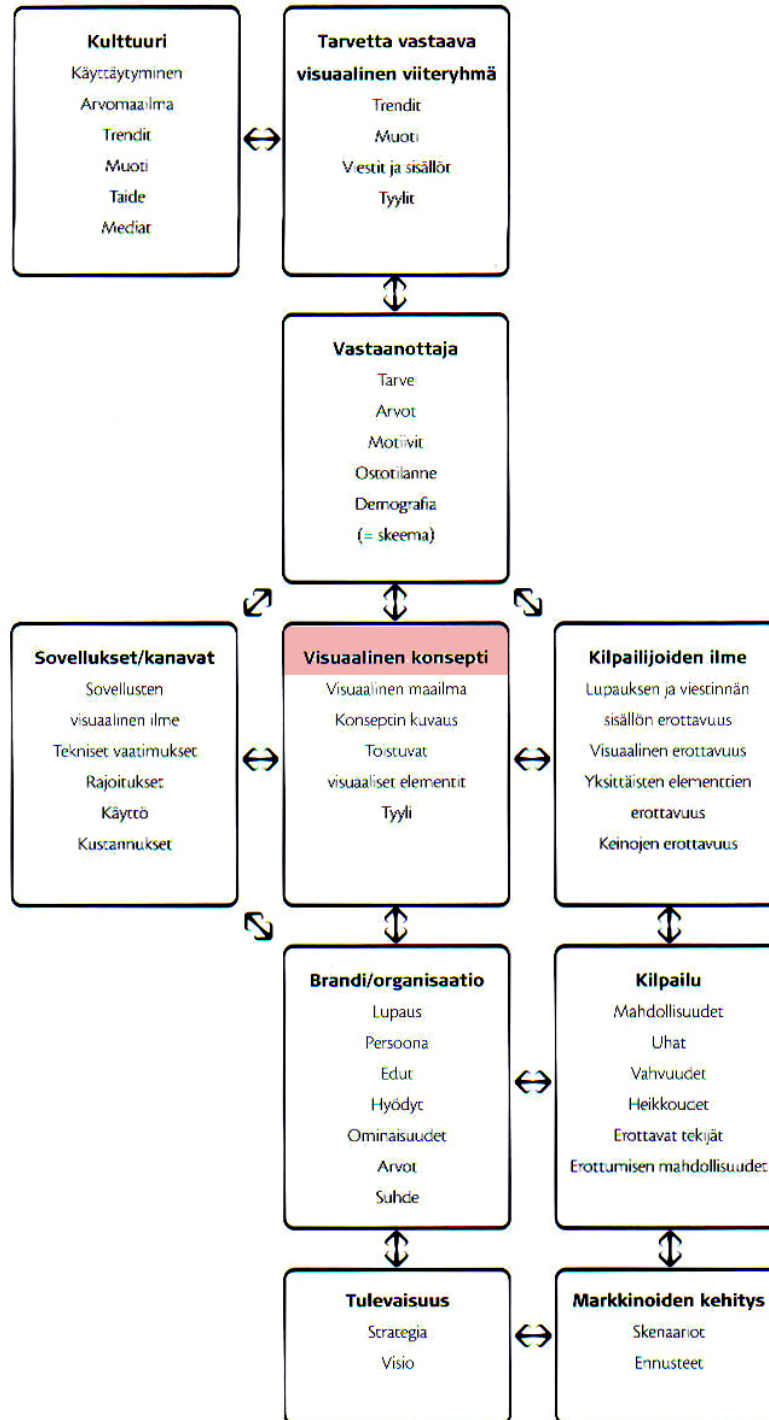 Kulttuuri
Käyttäytyminen
Arvomaailma
Trendit
Muoti
Taide
Mediat
Tarvetta vastaava
visuaalinen viiteryhmä
Trendit
Muoti
Viestit ja sisällöt
Tyylit
Vastaanottaja
Tarve
Arvot
Motiivit
Ostotilanne
Demografia
(= skeema)
Sovellukset/kanavat
Sovellusten
visuaalinen ilme
Tekniset vaatimukset
Rajoitukset
Käyttö
Kustannukset
Visuaalinen konsepti
Visuaalinen maailma
Konseptin kuvaus
Toistuvat
visuaaliset elementit
Tyyli
Kilpailijoiden ilme
Lupauksen ja viestinnän
sisällön erottavuus
Visuaalinen erottavuus
Yksittäisten elementtien
erottavuus
Keinojen erottavuus
Brandi/organisaatio
Lupaus
Persoona
Edut
Hyödyt
Ominaisuudet
Arvot
Suhde
Kilpailu
Mahdollisuudet
Uhat
Vahvuudet
Heikkoudet
Erottavat tekijät
Erottumisen mahdollisuudet
Tulevaisuus
Strategia
Visio
Markkinoiden kehitys
Skenaariot
Ennusteet